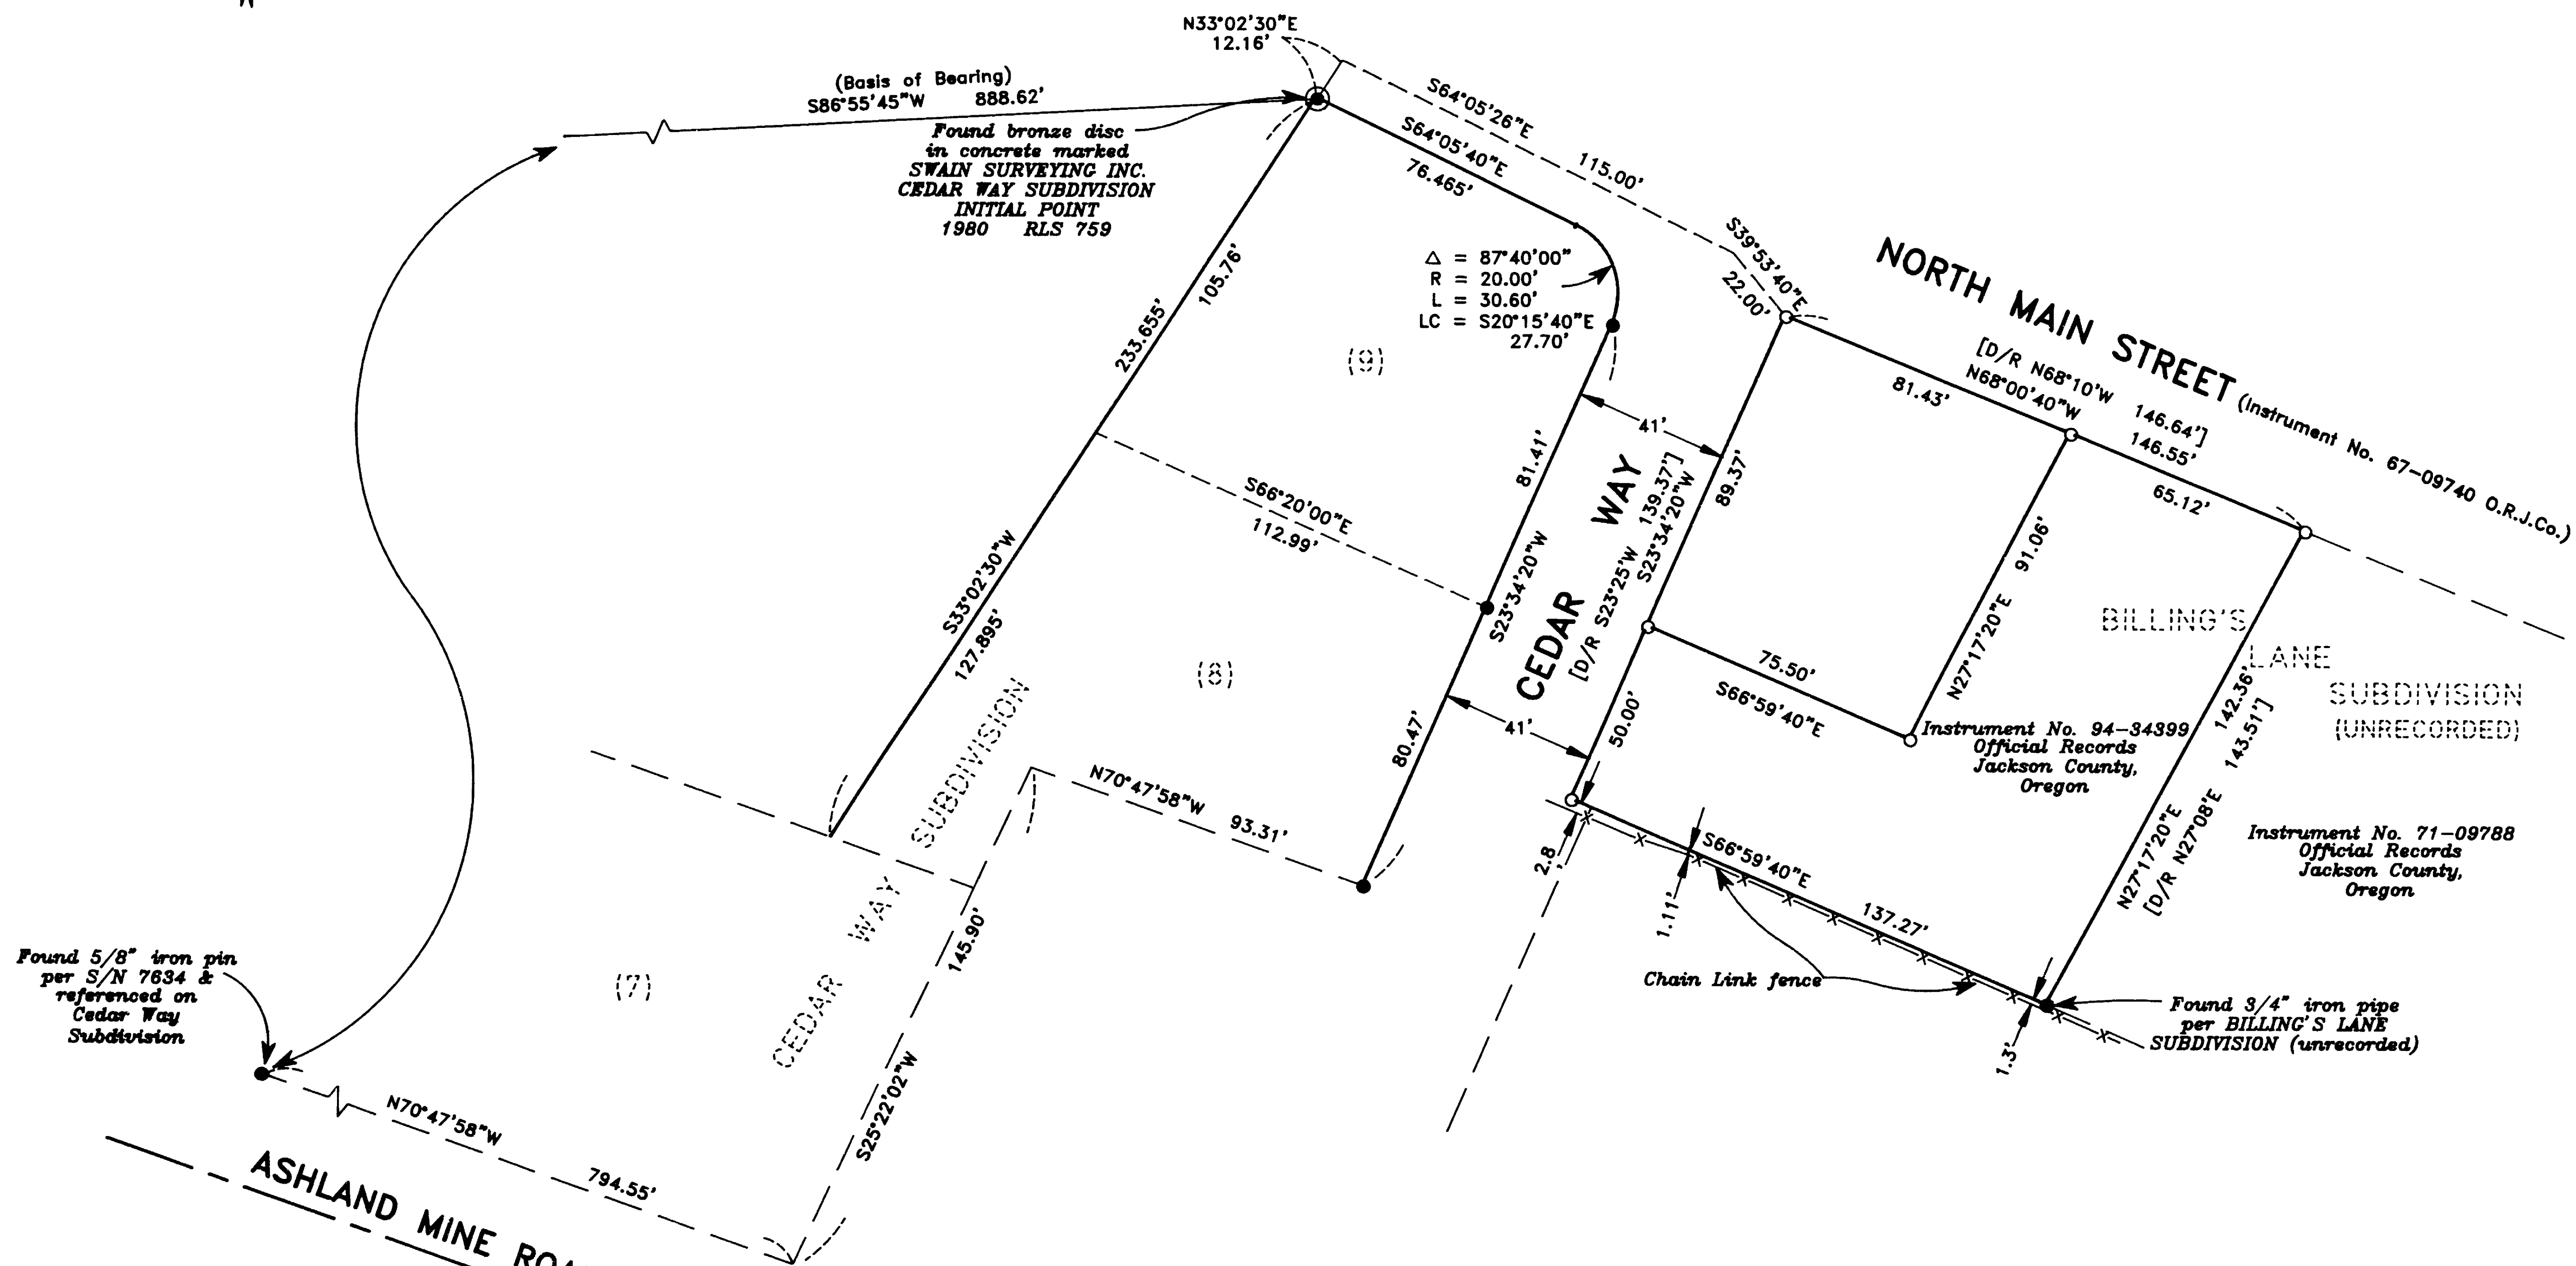 N33°02'30"E
12.16'
(Basis of Bearing)
S86°55'45"W 888.62'
Found bronze disc
in concrete marked
SWAIN SURVEYING INC.
CEDAR WAY SUBDIVISION
INITIAL POINT
1980 RLS 759
S64°05'26"E
115.00'
S64°05'40"E
76.465'
S39°53'40"E
22.00'
△ = 87°40'00"
R = 20.00'
L = 30.60'
LC = S20°15'40"E
27.70'
NORTH MAIN STREET (Instrument No. 67-09740 O.R.J.Co.)
[D/R N68°10'W 146.64']
N68°00'40"W 146.55'
81.43'
65.12'
105.76'
233.655'
S33°02'30"W
127.895'
(9)
S66°20'00"E
112.99'
81.41'
S23°34'20"W
80.47'
41'
41'
CEDAR WAY
[D/R S23°25'W 139.37']
S23°34'20"W
89.37'
50.00'
75.50'
S66°59'40"E
91.06'
N27°17'20"E
BILLING'S
LANE
SUBDIVISION
(UNRECORDED)
Instrument No. 94-34399
Official Records
Jackson County,
Oregon
142.36'
N27°17'20"E
[D/R N27°08'E 143.51']
Instrument No. 71-09788
Official Records
Jackson County,
Oregon
(8)
N70°47'58"W 93.31'
CEDAR WAY SUBDIVISION
(7)
145.90'
S25°22'02"W
2.8'
1.11'
S66°59'40"E
137.27'
Chain Link fence
1.3'
Found 3/4" iron pipe
per BILLING'S LANE
SUBDIVISION (unrecorded)
Found 5/8" iron pin
per S/N 7634 &
referenced on
Cedar Way
Subdivision
N70°47'58"W
794.55'
ASHLAND MINE